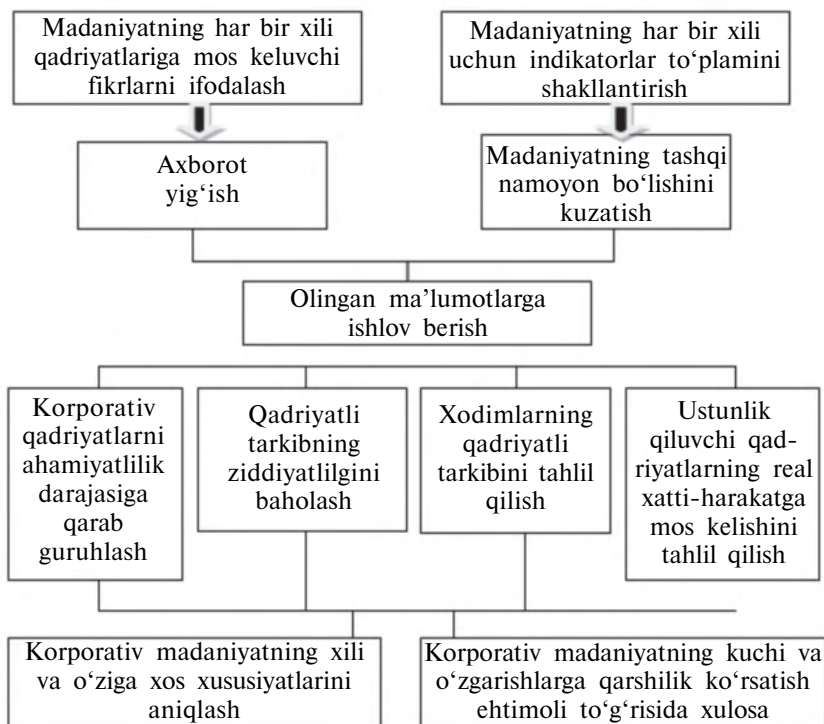 Madaniyatning har bir xili
qadriyatlariga mos keluvchi
fikrlarni ifodalash
Madaniyatning har bir xili
uchun indikatorlar to‘plamini
shakllantirish
Axborot
yig‘ish
Madaniyatning tashqi
namoyon bo‘lishini
kuzatish
Olingan ma’lumotlarga
ishlov berish
Korporativ
qadriyatlarni
ahamiyatlilik
darajasiga
qarab
guruhlash
Qadriyatli
tarkibning
ziddiyatlilgini
baholash
Xodimlarning
qadriyatli
tarkibini tahlil
qilish
Ustunlik
qiluvchi qad-
riyatlarning real
xatti-harakatga
mos kelishini
tahlil qilish
Korporativ madaniyatning xili
va o‘ziga xos xususiyatlarini
aniqlash
Korporativ madaniyatning kuchi va
o‘zgarishlarga qarshilik ko‘rsatish
ehtimoli to‘g‘risida xulosa